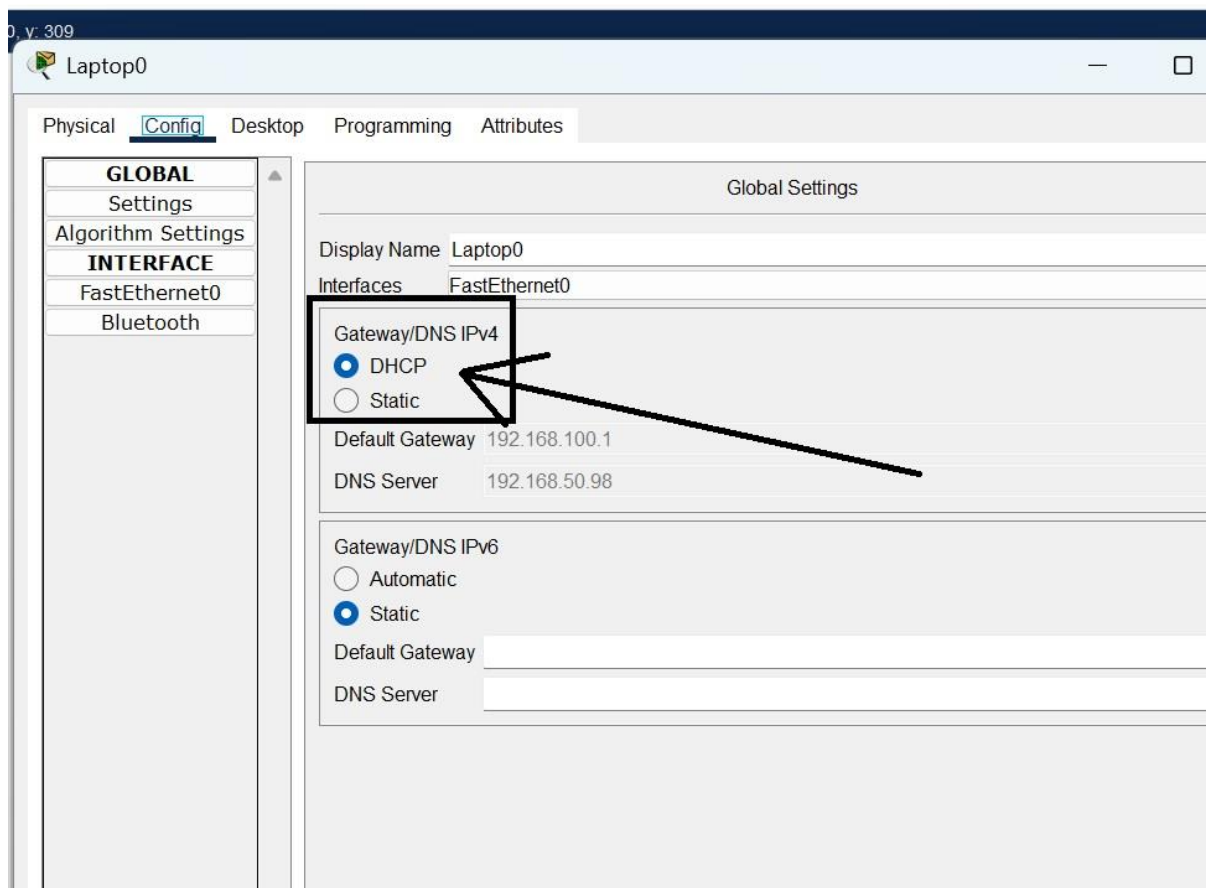 0, y: 309
Laptop0
Physical Config Desktop Programming Attributes
GLOBAL
Settings
Algorithm Settings
INTERFACE
FastEthernet0
Bluetooth
Global Settings
Display Name Laptop0
Interfaces FastEthernet0
Gateway/DNS IPv4
DHCP
Static
Default Gateway 192.168.100.1
DNS Server 192.168.50.98
Gateway/DNS IPv6
Automatic
Static
Default Gateway
DNS Server